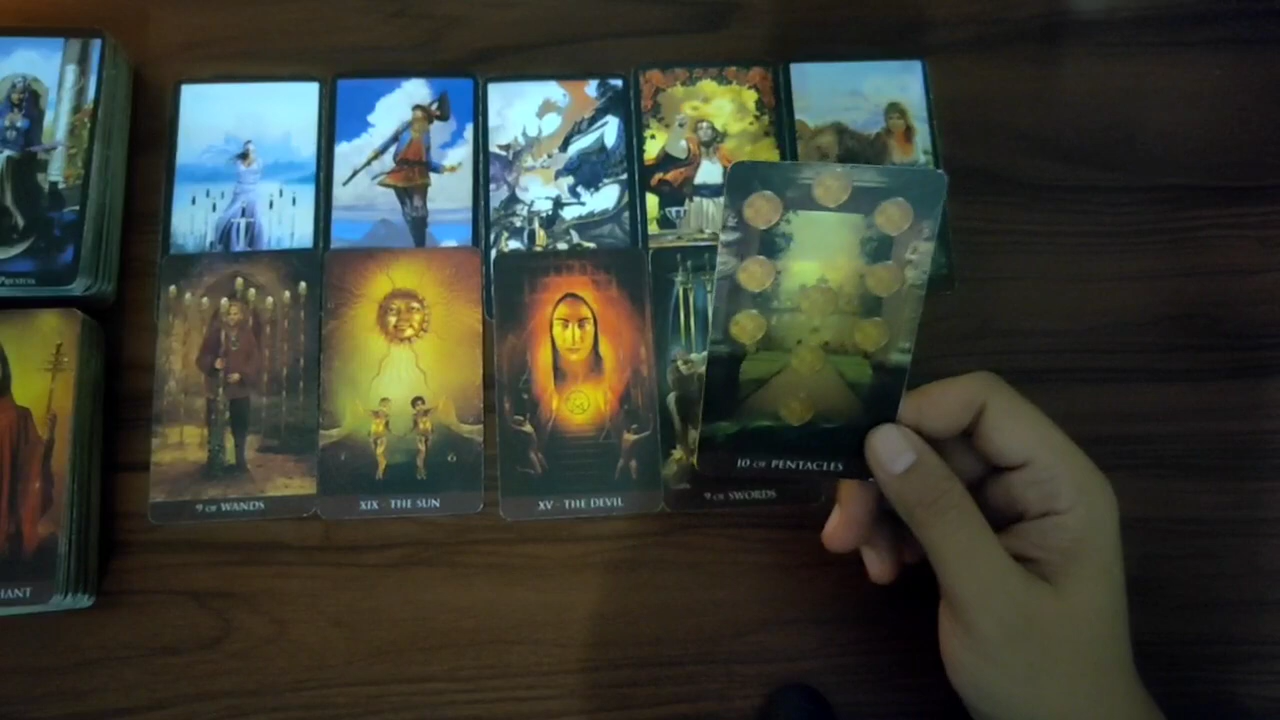 9 OF WANDS
XIX · THE SUN
XV · THE DEVIL
9 OF SWORDS
10 OF PENTACLES